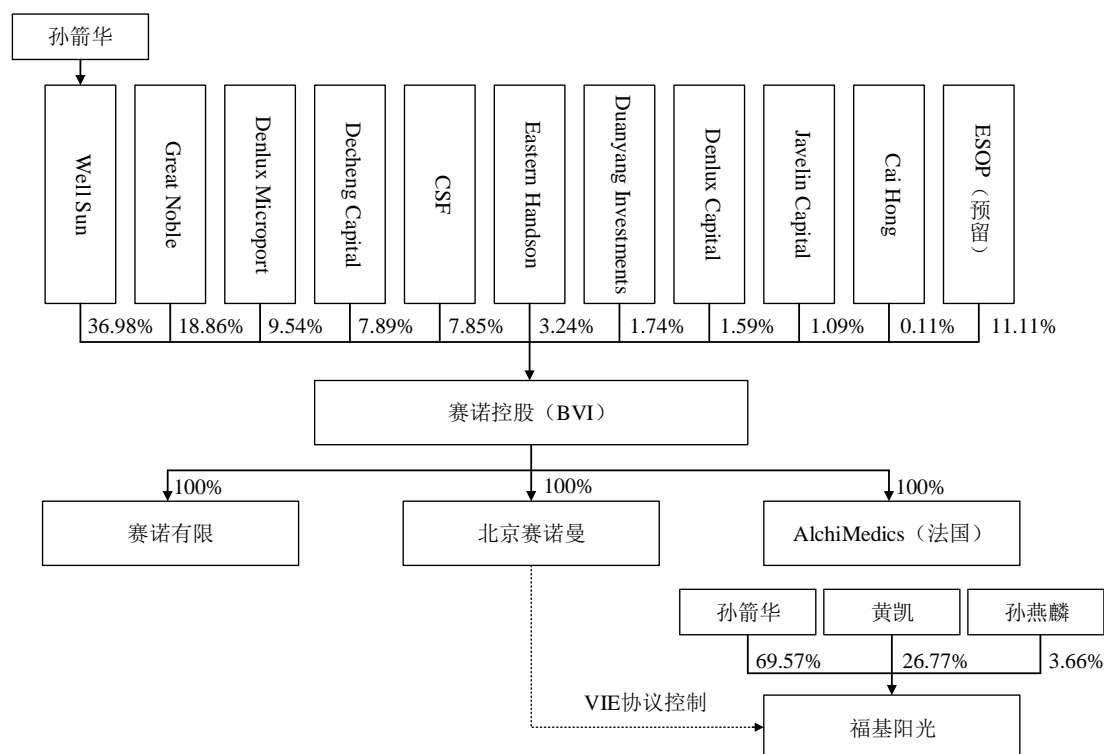 孙箭华
Well Sun
Great Noble
Denlux Microport
Decheng Capital
CSF
Eastern Handson
Duanyang Investments
Denlux Capital
Javelin Capital
Cai Hong
ESOP（预留）
36.98%
18.86%
9.54%
7.89%
7.85%
3.24%
1.74%
1.59%
1.09%
0.11%
11.11%
赛诺控股（BVI）
100%
100%
100%
赛诺有限
北京赛诺曼
AlchiMedics（法国）
孙箭华
黄凯
孙燕麟
69.57%
26.77%
3.66%
VIE协议控制
福基阳光